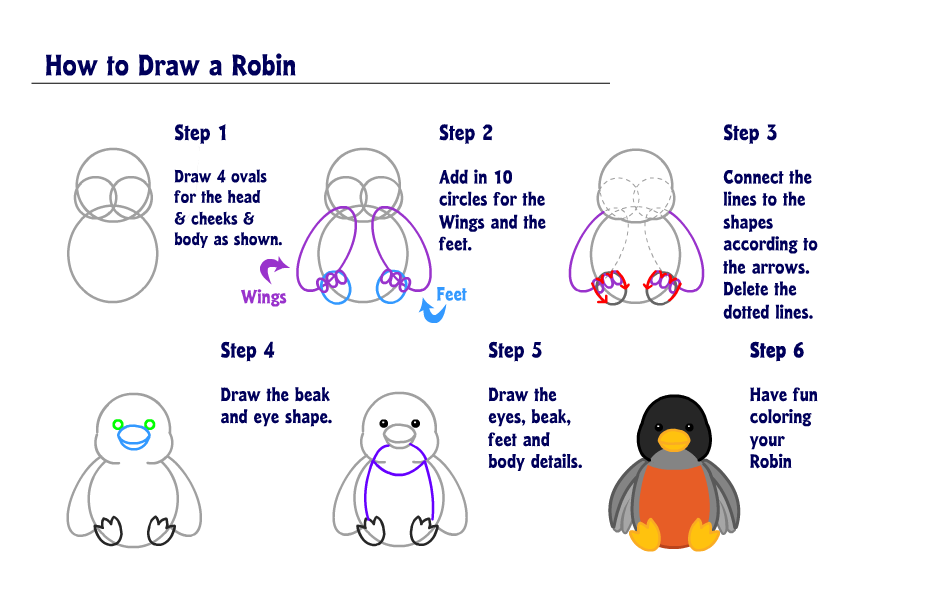 How to Draw a Robin
Step 1
Draw 4 ovals
for the head
& cheeks &
body as shown.
Step 2
Add in 10
circles for the
Wings and the
feet.
Wings
Feet
Step 3
Connect the
lines to the
shapes
according to
the arrows.
Delete the
dotted lines.
Step 4
Draw the beak
and eye shape.
Step 5
Draw the
eyes, beak,
feet and
body details.
Step 6
Have fun
coloring
your
Robin